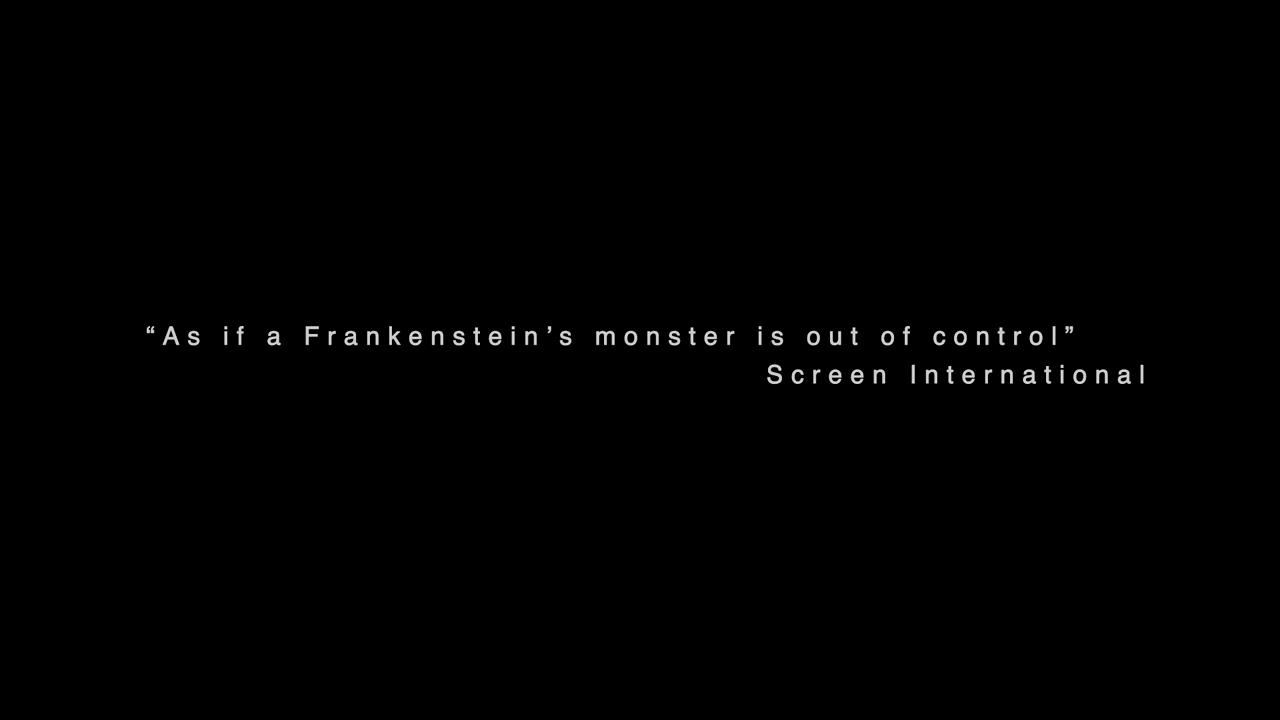 “As if a Frankenstein’s monster is out of control”
Screen International